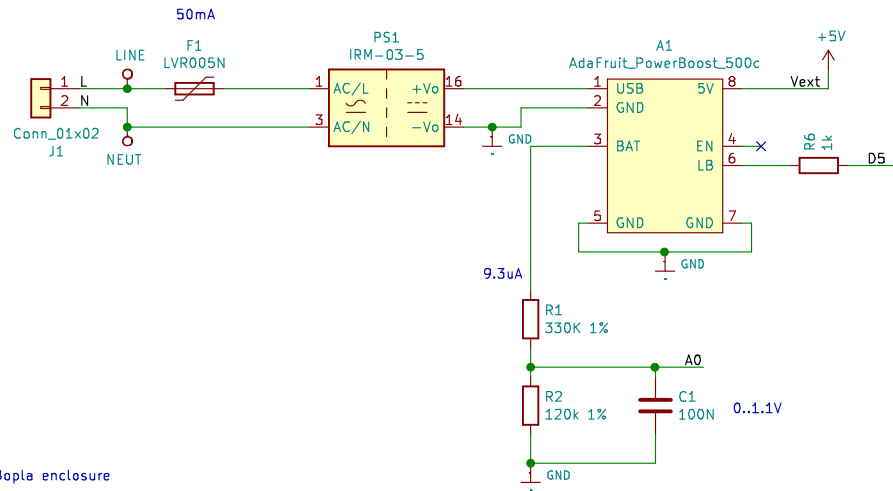 50mA
LINE
F1
LVR005N
PS1
IRM-03-5
A1
AdaFruit_PowerBoost_500c
+5V
1 L
2 N
Conn_01x02
J1
NEUT
1 AC/L
3 AC/N
+Vo 16
-Vo 14
GND
1 USB
2 GND
3 BAT
5 GND
5V 8
EN 4
LB 6
GND 7
Vext
R6
1k
D5
GND
9.3uA
R1
330K 1%
A0
R2
120k 1%
C1
100N
0..1.1V
GND
opla enclosure